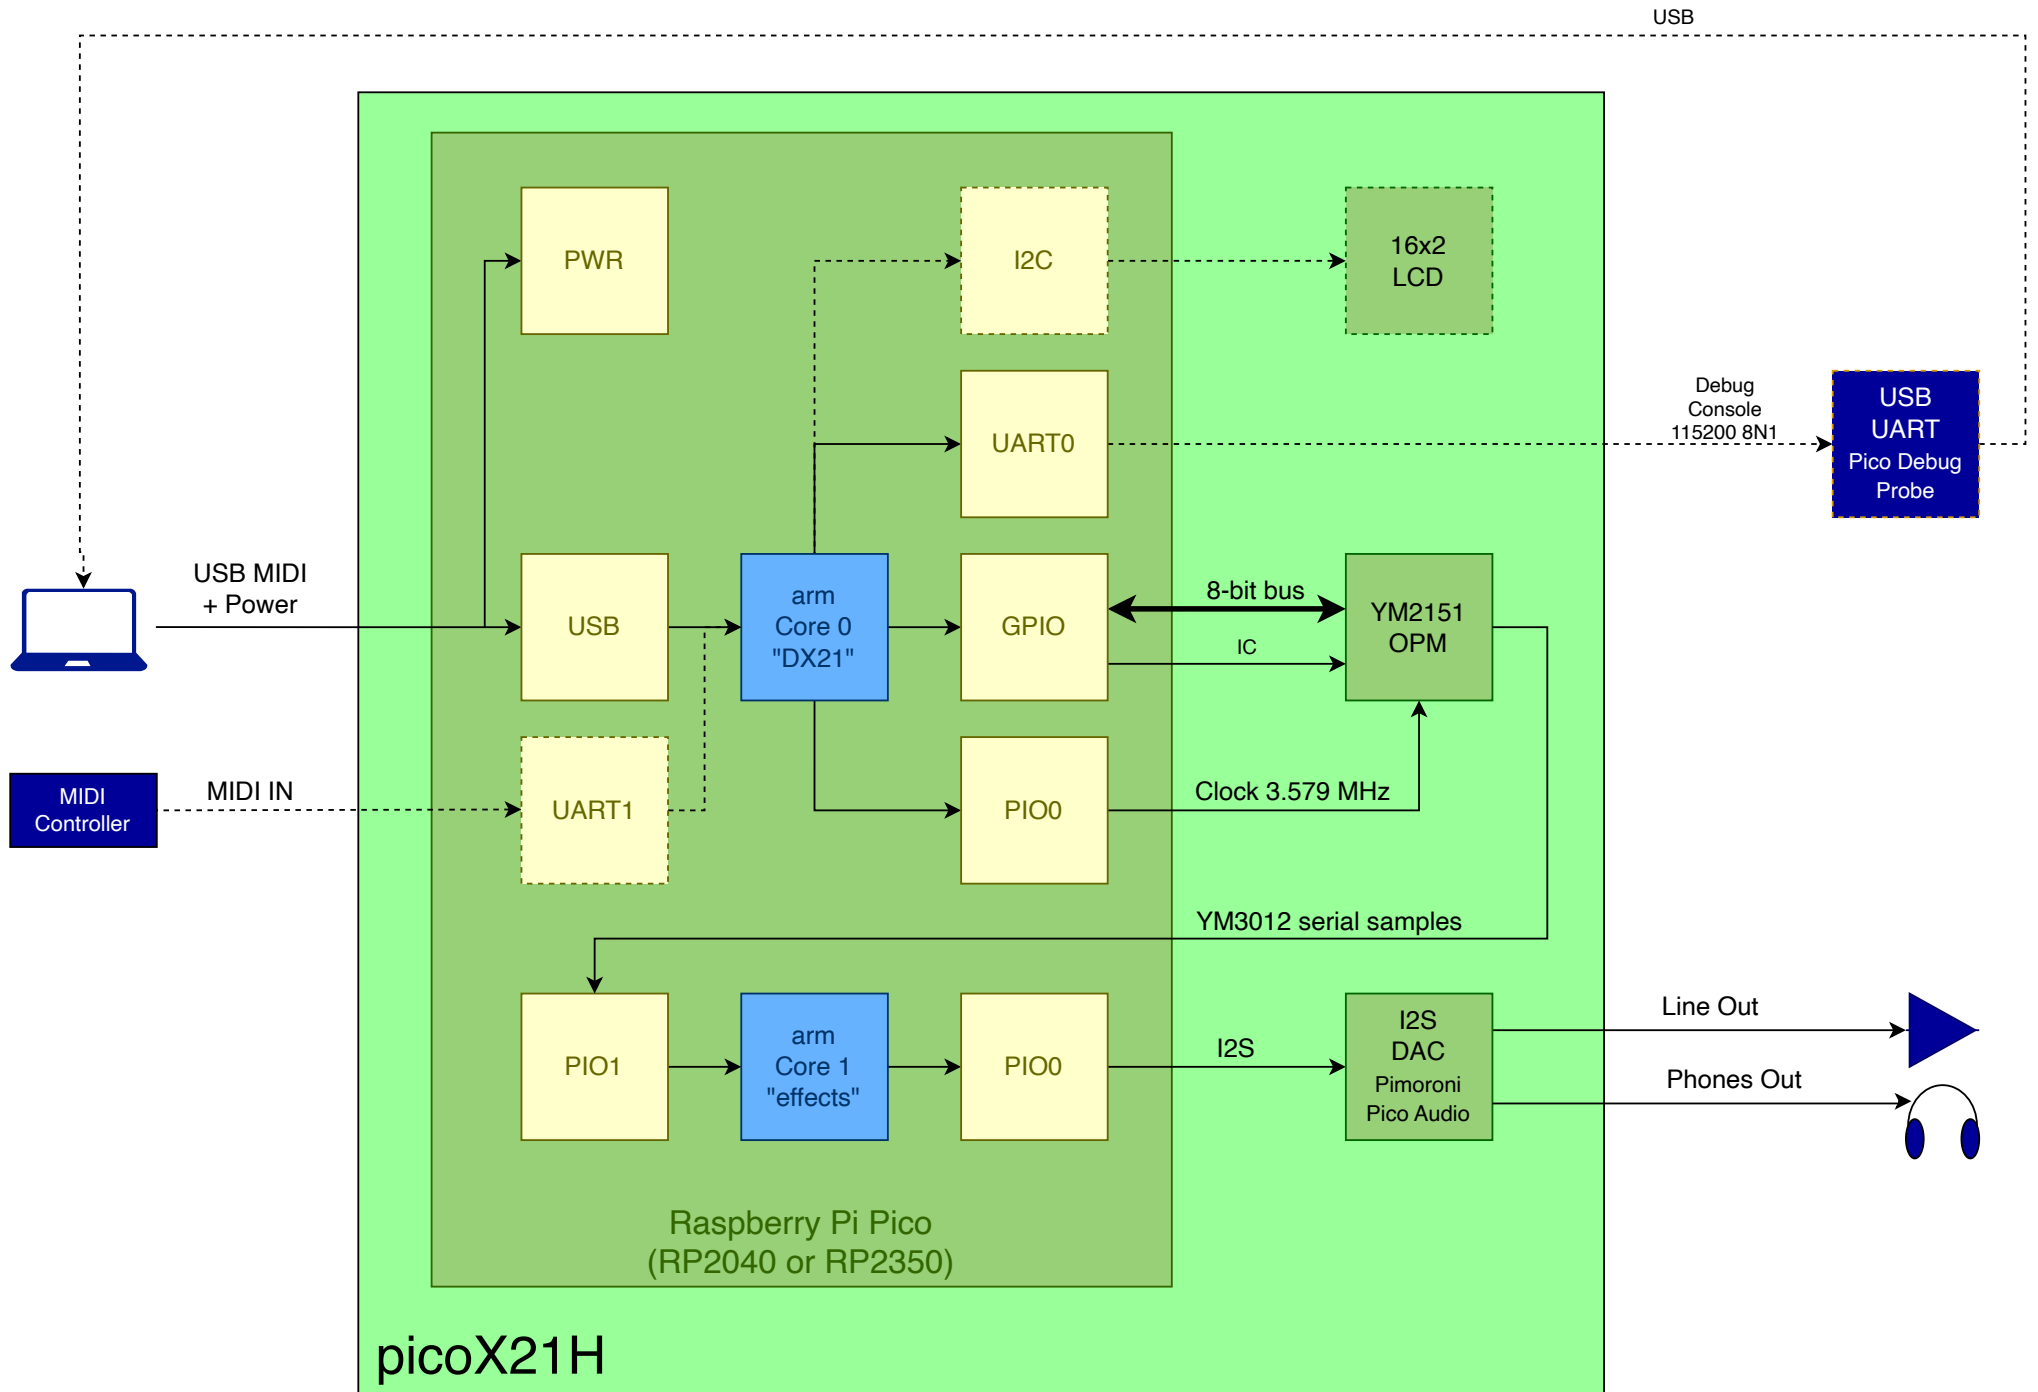 USB
PWR
I2C
16x2
LCD
UART0
Debug
Console
115200 8N1
USB
UART
Pico Debug
Probe
USB MIDI
+ Power
USB
arm
Core 0
"DX21"
GPIO
8-bit bus
IC
YM2151
OPM
MIDI
Controller
MIDI IN
UART1
PIO0
Clock 3.579 MHz
YM3012 serial samples
PIO1
arm
Core 1
"effects"
PIO0
I2S
I2S
DAC
Pimoroni
Pico Audio
Line Out
Phones Out
Raspberry Pi Pico
(RP2040 or RP2350)
picoX21H